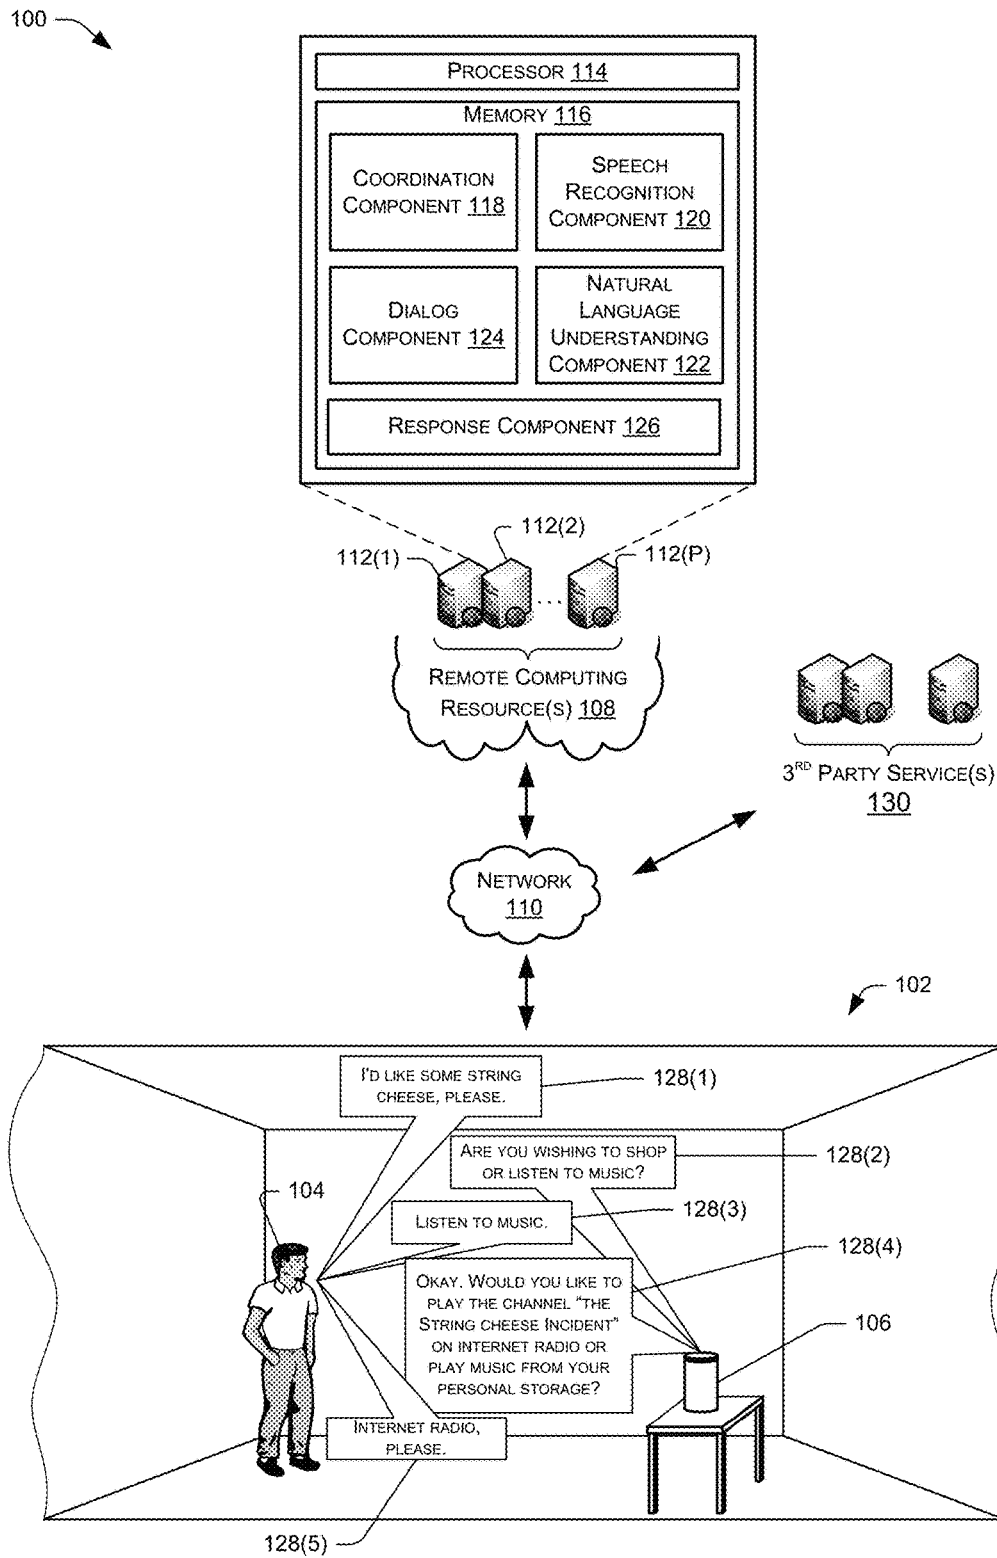 100
PROCESSOR 114
MEMORY 116
COORDINATION
COMPONENT 118
SPEECH
RECOGNITION
COMPONENT 120
DIALOG
COMPONENT 124
NATURAL
LANGUAGE
UNDERSTANDING
COMPONENT 122
RESPONSE COMPONENT 126
112(1)
112(2)
112(P)
...
REMOTE COMPUTING
RESOURCE(S) 108
3RD PARTY SERVICE(S)
130
NETWORK
110
102
I'D LIKE SOME STRING
CHEESE, PLEASE.
128(1)
ARE YOU WISHING TO SHOP
OR LISTEN TO MUSIC?
128(2)
104
LISTEN TO MUSIC.
128(3)
128(4)
OKAY. WOULD YOU LIKE TO
PLAY THE CHANNEL “THE
STRING CHEESE INCIDENT”
ON INTERNET RADIO OR
PLAY MUSIC FROM YOUR
PERSONAL STORAGE?
106
INTERNET RADIO,
PLEASE.
128(5)